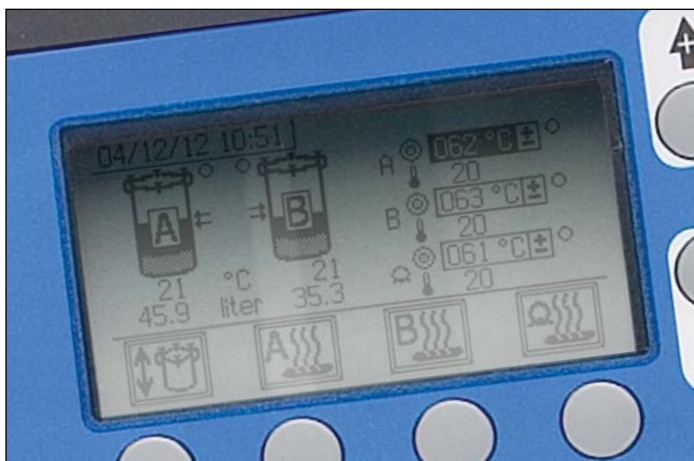 04/12/12 10:51
A B
21 °C 21
45.9 liter 35.3
A 062 °C ±
20
B 063 °C ±
20
061 °C ±
20
A B